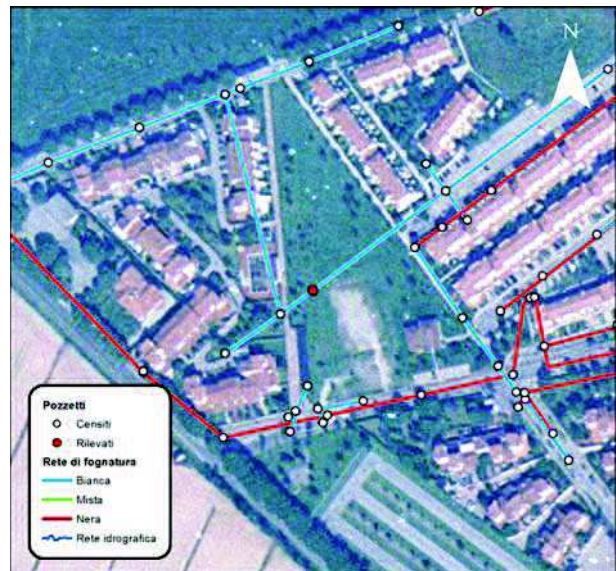 N
Pozzetti
Censiti
Rilevati
Rete di fognatura
Bianca
Mista
Nera
Rete idrografica